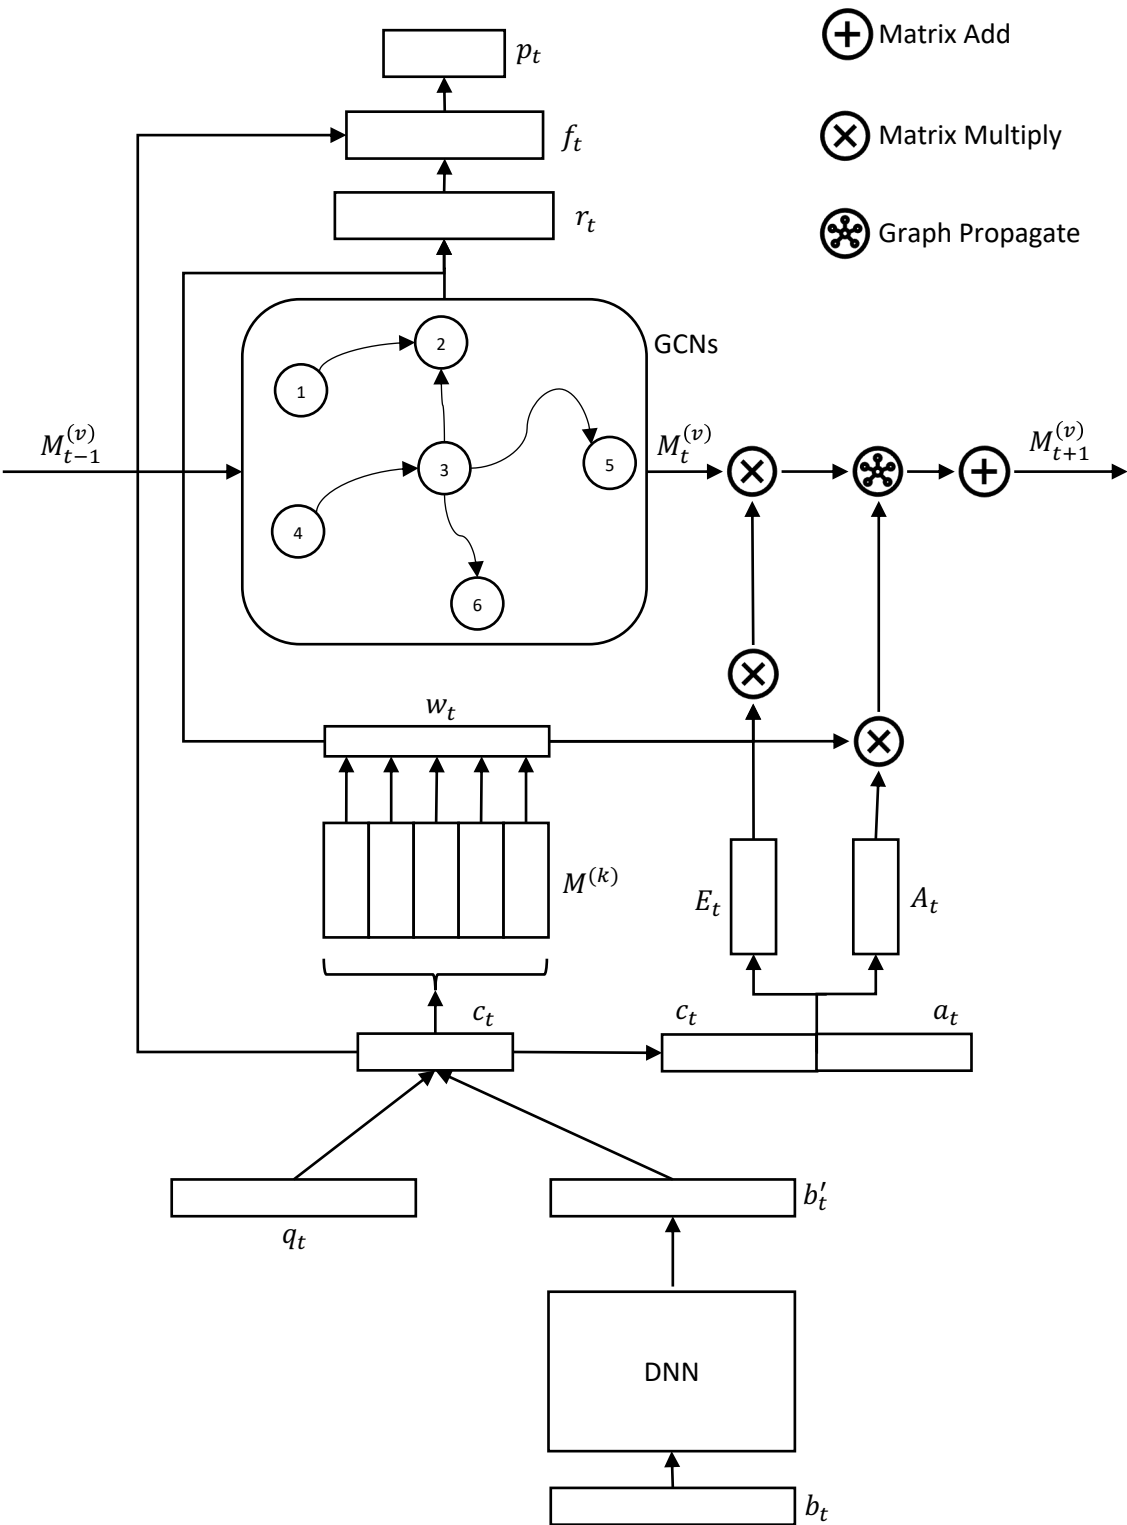 p_t
Matrix Add
f_t
Matrix Multiply
r_t
Graph Propagate
GCNs
2
1
M_{t-1}^{(v)}
3
5
M_t^{(v)}
M_{t+1}^{(v)}
4
6
w_t
M^{(k)}
E_t
A_t
c_t
c_t
a_t
q_t
b'_t
DNN
b_t